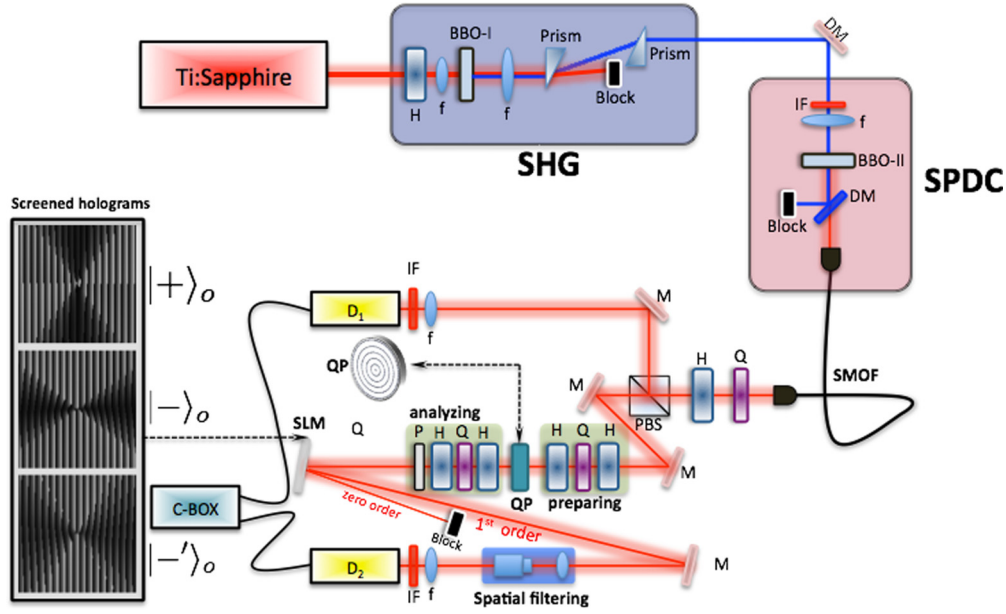 Ti:Sapphire
H
f
BBO-I
f
Prism
Block
Prism
SHG
DM
IF
f
BBO-II
DM
Block
SPDC
Screened holograms
|+⟩o
|−⟩o
|−′⟩o
D1
IF
f
M
QP
H
Q
SMOF
PBS
M
M
SLM
Q
analyzing
P H Q H
QP
H Q H
preparing
C-BOX
zero order
Block
1st order
M
D2
IF
f
Spatial filtering